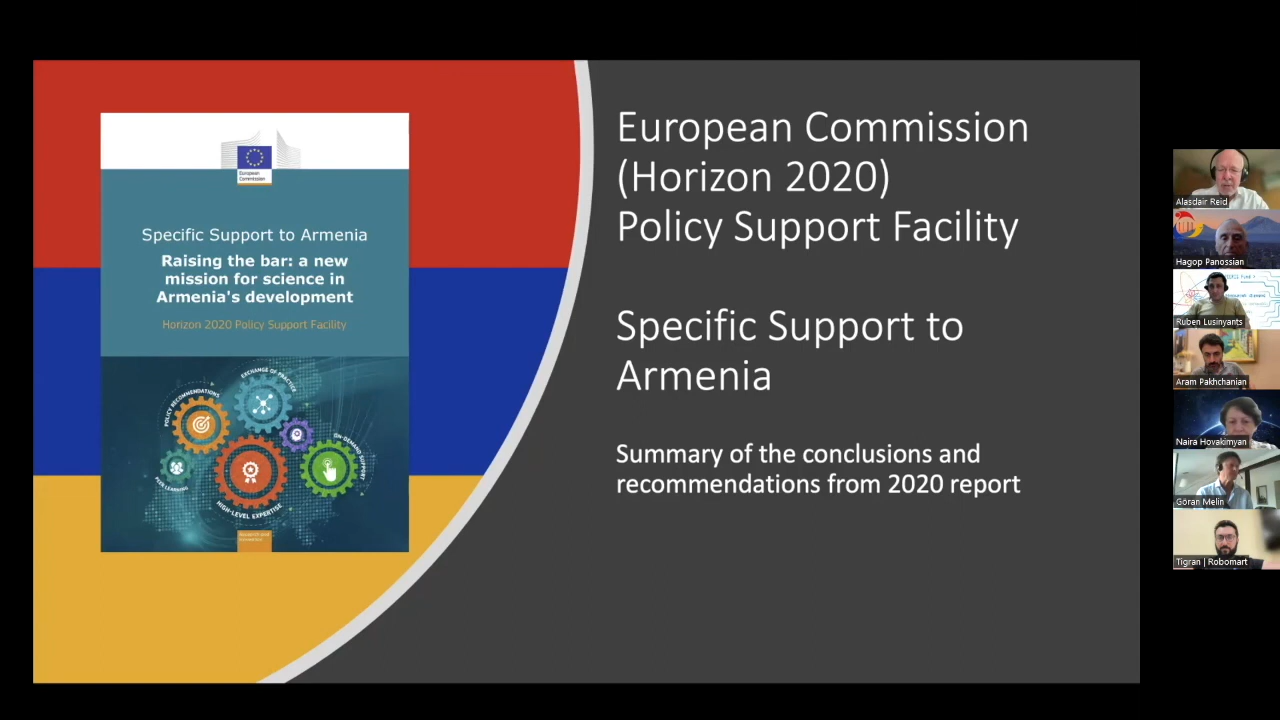 European
Commission
Specific Support to Armenia
Raising the bar: a new
mission for science in
Armenia's development
Horizon 2020 Policy Support Facility
POLICY RECOMMENDATIONS
EXCHANGE OF PRACTICE
ON-DEMAND SUPPORT
PEER LEARNING
HIGH-LEVEL EXPERTISE
Research and
Innovation
European Commission
(Horizon 2020)
Policy Support Facility
Specific Support to
Armenia
Summary of the conclusions and
recommendations from 2020 report
Alasdair Reid
Hagop Panossian
Ruben Lusinyants
Aram Pakhchanian
Naira Hovakimyan
Göran Melin
Tigran | Robomart